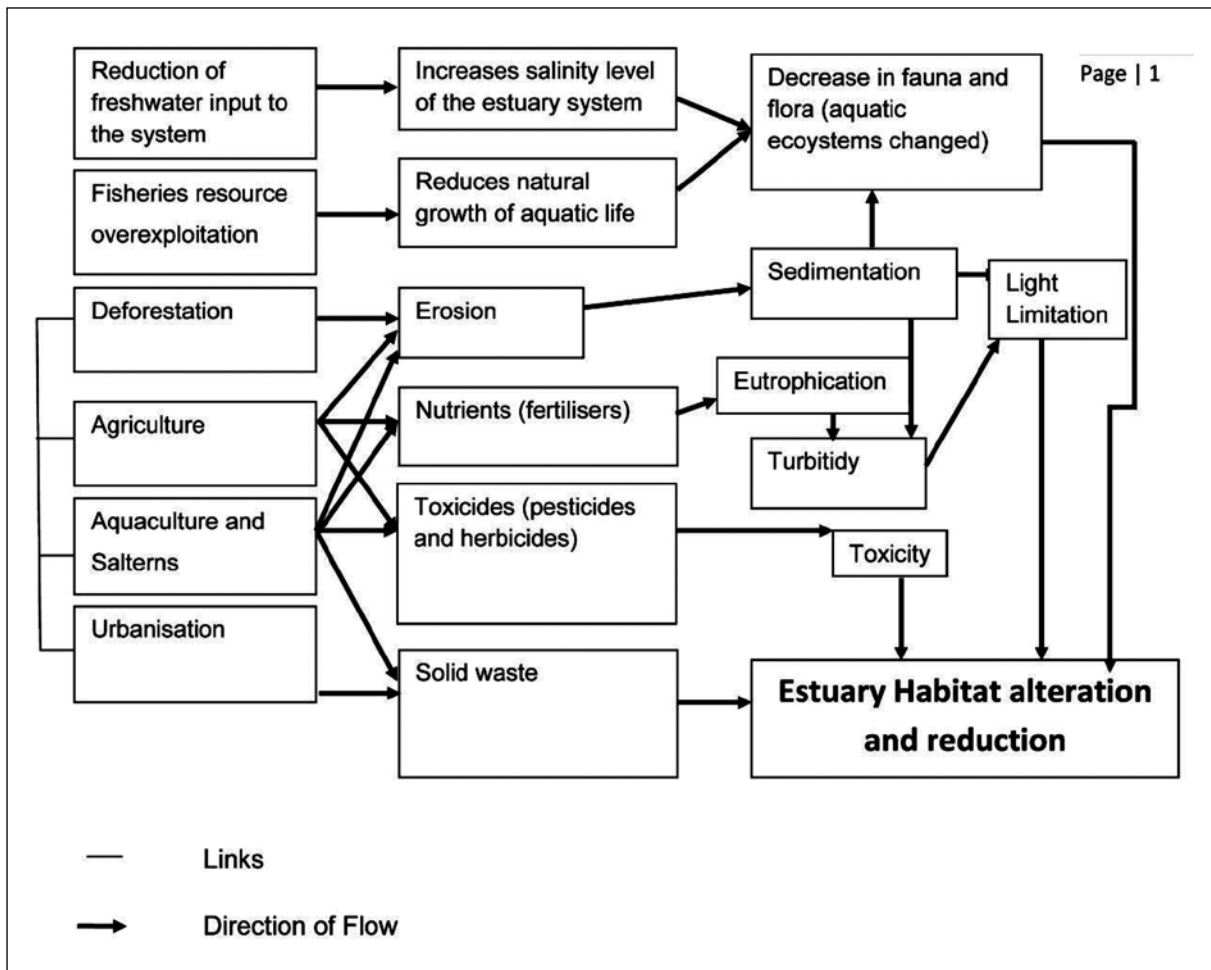 Page | 1
Reduction of
freshwater input to
the system
Increases salinity level
of the estuary system
Decrease in fauna and
flora (aquatic
ecoystems changed)
Fisheries resource
overexploitation
Reduces natural
growth of aquatic life
Sedimentation
Light
Limitation
Deforestation
Erosion
Eutrophication
Agriculture
Nutrients (fertilisers)
Turbitidy
Aquaculture and
Salterns
Toxicides (pesticides
and herbicides)
Toxicity
Urbanisation
Solid waste
Estuary Habitat alteration
and reduction
Links
Direction of Flow